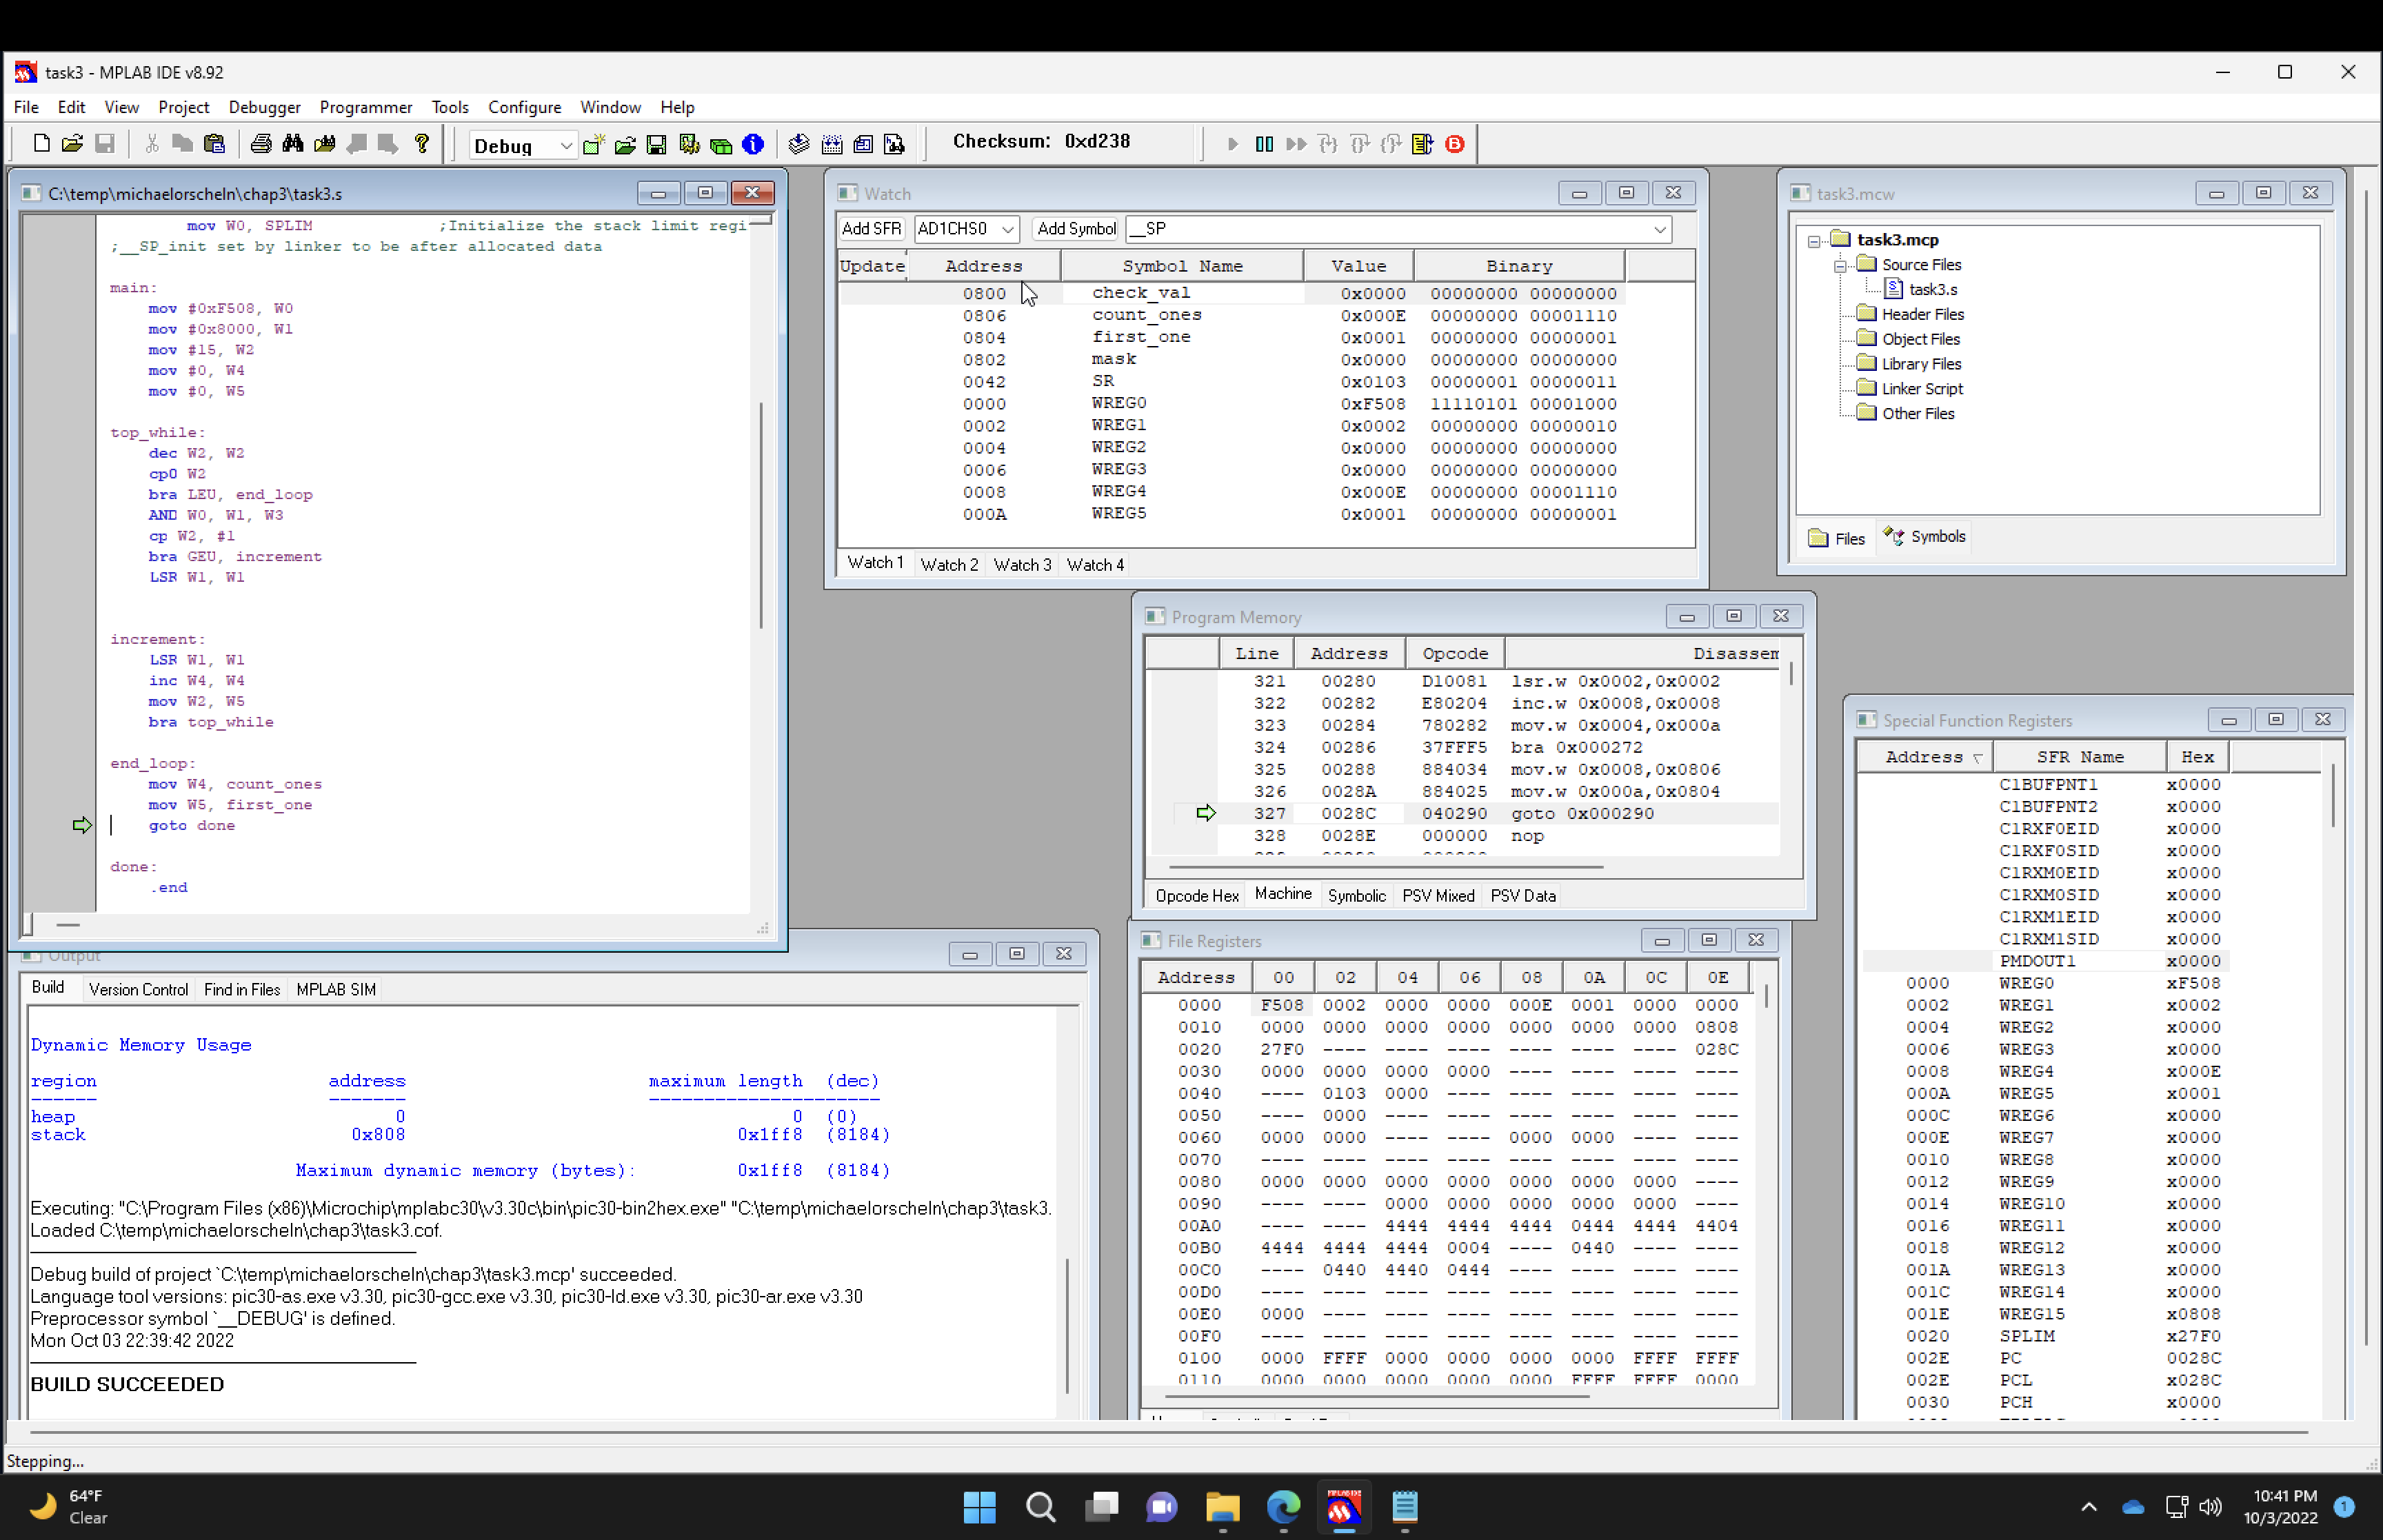 task3 - MPLAB IDE v8.92
File Edit View Project Debugger Programmer Tools Configure Window Help
Debug
Checksum: 0xd238
C:\temp\michaelorscheln\chap3\task3.s
mov W0, SPLIM ;Initialize the stack limit regi
;__SP_init set by linker to be after allocated data
main:
mov #0xF508, W0
mov #0x8000, W1
mov #15, W2
mov #0, W4
mov #0, W5
top_while:
dec W2, W2
cp0 W2
bra LEU, end_loop
AND W0, W1, W3
cp W2, #1
bra GEU, increment
LSR W1, W1
increment:
LSR W1, W1
inc W4, W4
mov W2, W5
bra top_while
end_loop:
mov W4, count_ones
mov W5, first_one
goto done
done:
.end
Watch
Add SFR AD1CHS0 Add Symbol __SP
Update Address Symbol Name Value Binary
0800 check_val 0x0000 00000000 00000000
0806 count_ones 0x000E 00000000 00001110
0804 first_one 0x0001 00000000 00000001
0802 mask 0x0000 00000000 00000000
0042 SR 0x0103 00000001 00000011
0000 WREG0 0xF508 11110101 00001000
0002 WREG1 0x0002 00000000 00000010
0004 WREG2 0x0000 00000000 00000000
0006 WREG3 0x0000 00000000 00000000
0008 WREG4 0x000E 00000000 00001110
000A WREG5 0x0001 00000000 00000001
Watch 1 Watch 2 Watch 3 Watch 4
task3.mcw
task3.mcp
Source Files
task3.s
Header Files
Object Files
Library Files
Linker Script
Other Files
Files Symbols
Program Memory
Line Address Opcode Disassem
321 00280 D10081 lsr.w 0x0002,0x0002
322 00282 E80204 inc.w 0x0008,0x0008
323 00284 780282 mov.w 0x0004,0x000a
324 00286 37FFF5 bra 0x000272
325 00288 884034 mov.w 0x0008,0x0806
326 0028A 884025 mov.w 0x000a,0x0804
327 0028C 040290 goto 0x000290
328 0028E 000000 nop
Opcode Hex Machine Symbolic PSV Mixed PSV Data
Special Function Registers
Address SFR Name Hex
C1BUFPNT1 x0000
C1BUFPNT2 x0000
C1RXF0EID x0000
C1RXF0SID x0000
C1RXM0EID x0000
C1RXM0SID x0000
C1RXM1EID x0000
C1RXM1SID x0000
PMDOUT1 x0000
0000 WREG0 xF508
0002 WREG1 x0002
0004 WREG2 x0000
0006 WREG3 x0000
0008 WREG4 x000E
000A WREG5 x0001
000C WREG6 x0000
000E WREG7 x0000
0010 WREG8 x0000
0012 WREG9 x0000
0014 WREG10 x0000
0016 WREG11 x0000
0018 WREG12 x0000
001A WREG13 x0000
001C WREG14 x0000
001E WREG15 x0808
0020 SPLIM x27F0
002E PC 0028C
002E PCL x028C
0030 PCH x0000
Output
Build Version Control Find in Files MPLAB SIM
Dynamic Memory Usage
region address maximum length (dec)
------ ------- ---------------------
heap 0 0 (0)
stack 0x808 0x1ff8 (8184)
Maximum dynamic memory (bytes): 0x1ff8 (8184)
Executing: "C:\Program Files (x86)\Microchip\mplabc30\v3.30c\bin\pic30-bin2hex.exe" "C:\temp\michaelorscheln\chap3\task3.
Loaded C:\temp\michaelorscheln\chap3\task3.cof.
Debug build of project `C:\temp\michaelorscheln\chap3\task3.mcp' succeeded.
Language tool versions: pic30-as.exe v3.30, pic30-gcc.exe v3.30, pic30-ld.exe v3.30, pic30-ar.exe v3.30
Preprocessor symbol `__DEBUG' is defined.
Mon Oct 03 22:39:42 2022
BUILD SUCCEEDED
File Registers
Address 00 02 04 06 08 0A 0C 0E
0000 F508 0002 0000 0000 000E 0001 0000 0000
0010 0000 0000 0000 0000 0000 0000 0000 0808
0020 27F0 ---- ---- ---- ---- ---- ---- 028C
0030 0000 0000 0000 0000 ---- ---- ---- ----
0040 ---- 0103 0000 ---- ---- ---- ---- ----
0050 ---- 0000 ---- ---- ---- ---- ---- ----
0060 0000 0000 ---- ---- 0000 0000 ---- ----
0070 ---- ---- ---- ---- ---- ---- ---- ----
0080 0000 0000 0000 0000 0000 0000 0000 ----
0090 ---- ---- 0000 0000 0000 0000 0000 ----
00A0 ---- ---- 4444 4444 4444 0444 4444 4404
00B0 4444 4444 4444 0004 ---- 0440 ---- ----
00C0 ---- 0440 4440 0444 ---- ---- ---- ----
00D0 ---- ---- ---- ---- ---- ---- ---- ----
00E0 0000 ---- ---- ---- ---- ---- ---- ----
00F0 ---- ---- ---- ---- ---- ---- ---- ----
0100 0000 FFFF 0000 0000 0000 0000 FFFF FFFF
0110 0000 0000 0000 0000 0000 FFFF FFFF 0000
Stepping...
64°F
Clear
10:41 PM
10/3/2022
1